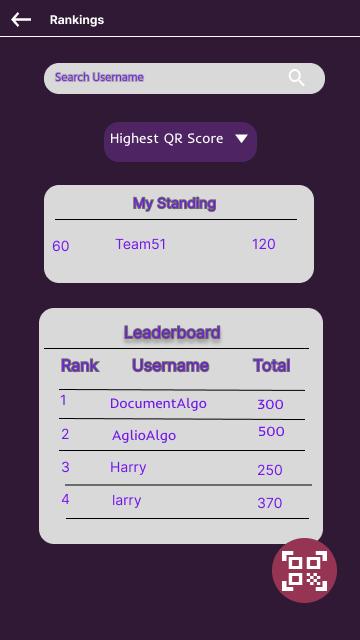 Rankings
Search Username
Highest QR Score
My Standing
60 Team51 120
Leaderboard
Rank Username Total
1 DocumentAlgo 300
2 AglioAlgo 500
3 Harry 250
4 larry 370